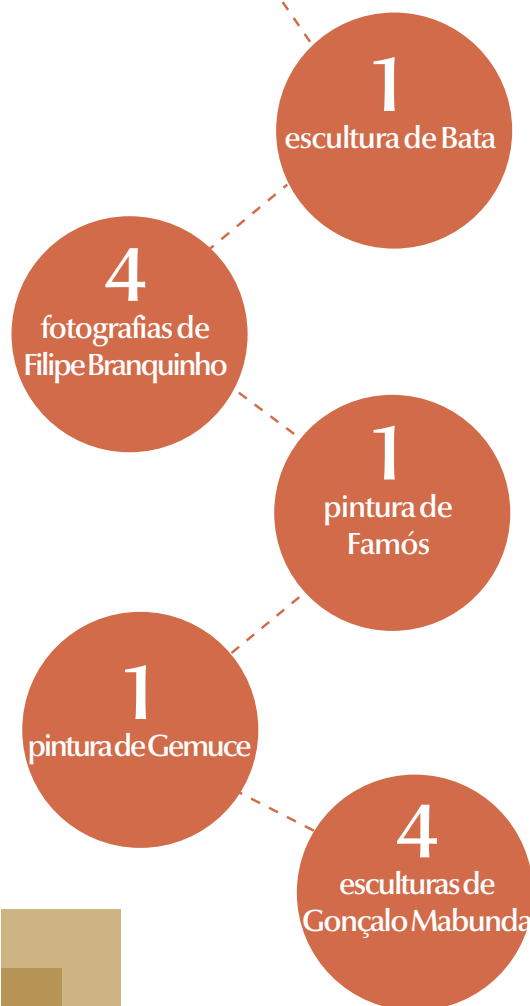 1
escultura de Bata
4
fotografias de
Filipe Branquinho
1
pintura de
Famós
1
pintura de Gemuce
4
esculturas de
Gonçalo Mabunda